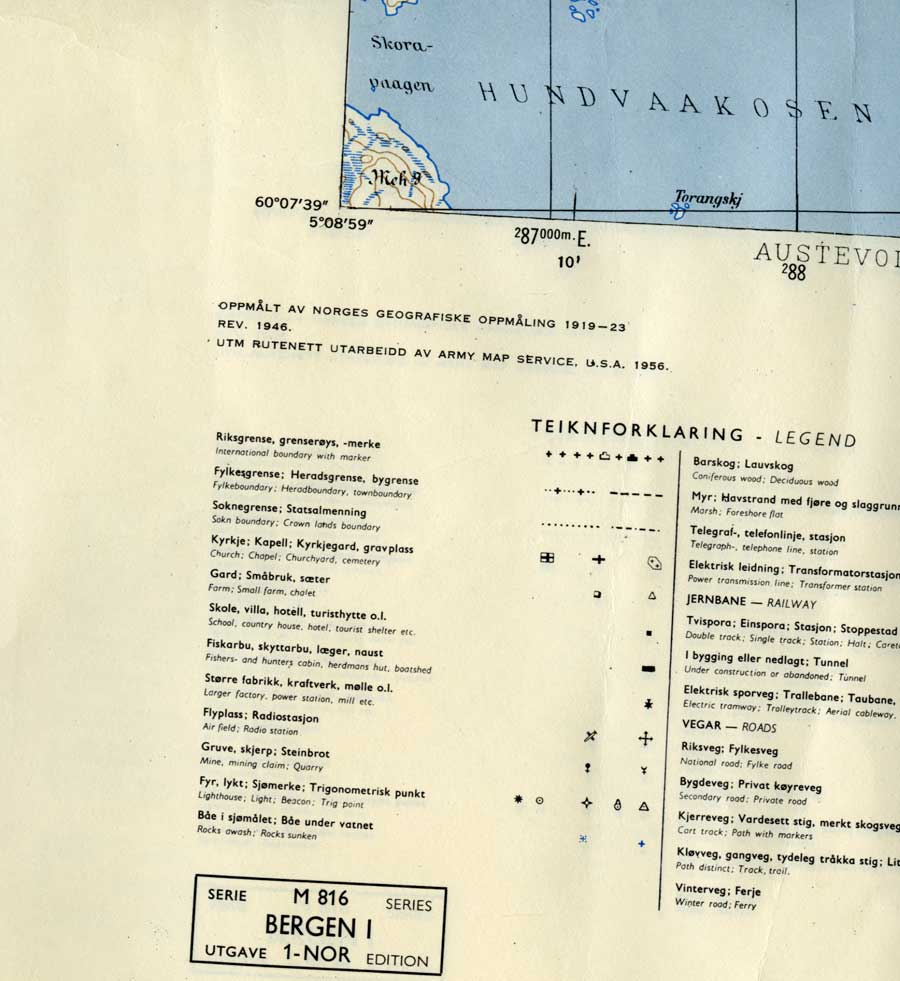 Skora-
vaagen
HUNDVAAKOSEN
Meh
Torangskj
60°07'39"
5°08'59"
287000m.E.
10'
AUSTEVOL
288
OPPMÅLT AV NORGES GEOGRAFISKE OPPMÅLING 1919—23
REV. 1946.
UTM RUTENETT UTARBEIDD AV ARMY MAP SERVICE, U.S.A. 1956.
TEIKNFORKLARING - LEGEND
Riksgrense, grenserøys, -merke
International boundary with marker
Fylkesgrense; Heradsgrense, bygrense
Fylkeboundary; Heradboundary, townboundary
Soknegrense; Statsalmenning
Sokn boundary; Crown lands boundary
Kyrkje; Kapell; Kyrkjegard, gravplass
Church; Chapel; Churchyard, cemetery
Gard; Småbruk, sæter
Farm; Small farm, chalet
Skole, villa, hotèll, turisthytte o.l.
School, country house, hotel, tourist shelter etc.
Fiskarbu, skyttarbu, læger, naust
Fishers- and hunters cabin, herdmans hut, boatshed
Større fabrikk, kraftverk, mølle o.l.
Larger factory, power station, mill etc.
Flyplass; Radiostasjon
Air field; Radio station
Gruve, skjerp; Steinbrot
Mine, mining claim; Quarry
Fyr, lykt; Sjømerke; Trigonometrisk punkt
Lighthouse; Light; Beacon; Trig point
Båe i sjømålet; Båe under vatnet
Rocks awash; Rocks sunken
Barskog; Lauvskog
Coniferous wood; Deciduous wood
Myr; Havstrand med fjøre og slaggrunn
Marsh; Foreshore flat
Telegraf-, telefonlinje, stasjon
Telegraph-, telephone line, station
Elektrisk leidning; Transformatorstasjon
Power transmission line; Transformer station
JERNBANE — RAILWAY
Tvispora; Einspora; Stasjon; Stoppestad
Double track; Single track; Station; Halt; Caret
I bygging eller nedlagt; Tunnel
Under construction or abandoned; Tunnel
Elektrisk sporveg; Trallebane; Taubane,
Electric tramway; Trolleytrack; Aerial cableway.
VEGAR — ROADS
Riksveg; Fylkesveg
National road; Fylke road
Bygdeveg; Privat køyreveg
Secondary road; Private road
Kjerreveg; Vardesett stig, merkt skogsveg
Cart track; Path with markers
Kløvveg, gangveg, tydeleg tråkka stig; Lit
Path distinct; Track, trail.
Vinterveg; Ferje
Winter road; Ferry
SERIE M 816 SERIES
BERGEN I
UTGAVE 1-NOR EDITION